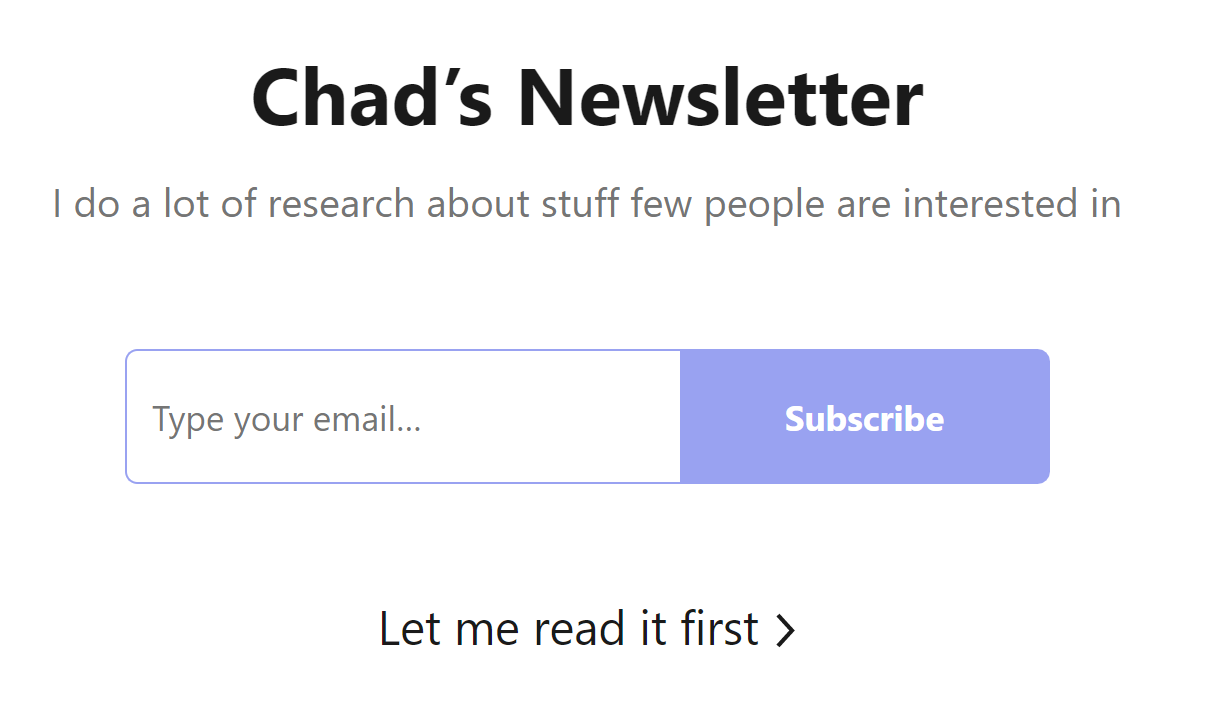 Chad’s Newsletter
I do a lot of research about stuff few people are interested in
Type your email...
Subscribe
Let me read it first